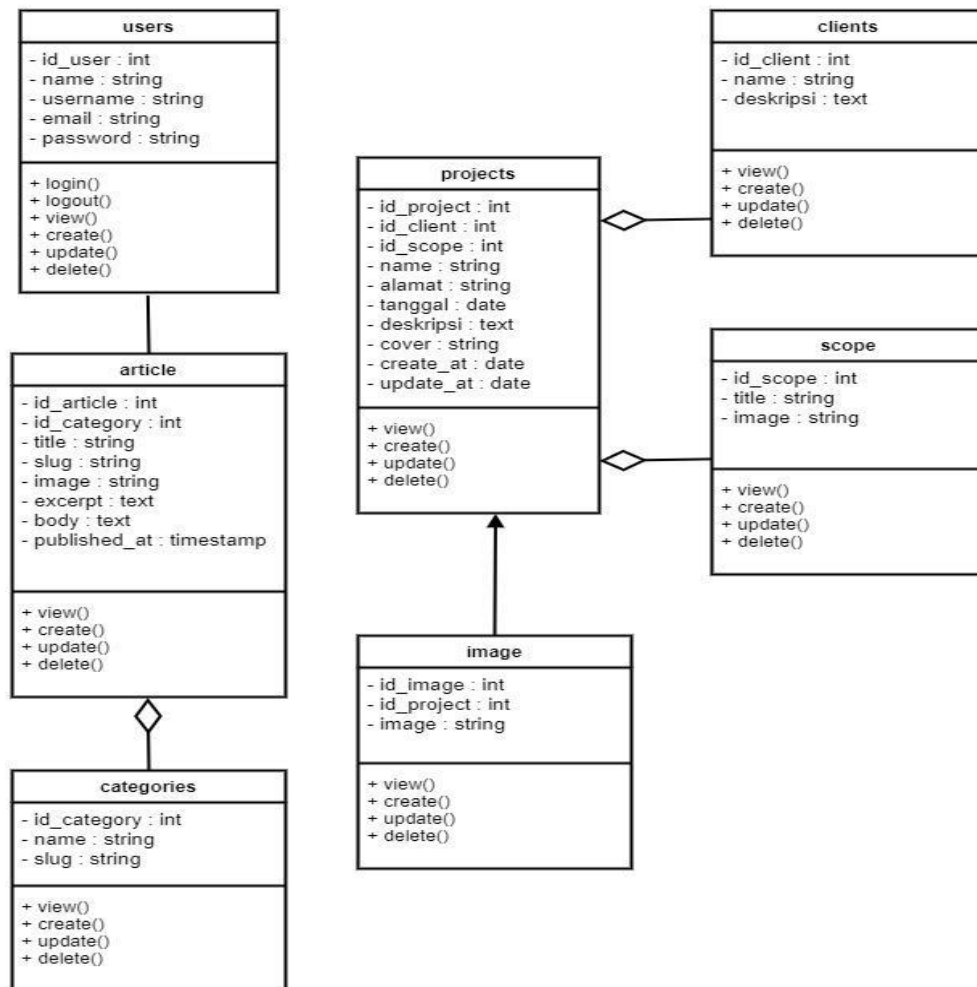 users
- id_user : int
- name : string
- username : string
- email : string
- password : string
+ login()
+ logout()
+ view()
+ create()
+ update()
+ delete()
article
- id_article : int
- id_category : int
- title : string
- slug : string
- image : string
- excerpt : text
- body : text
- published_at : timestamp
+ view()
+ create()
+ update()
+ delete()
categories
- id_category : int
- name : string
- slug : string
+ view()
+ create()
+ update()
+ delete()
projects
- id_project : int
- id_client : int
- id_scope : int
- name : string
- alamat : string
- tanggal : date
- deskripsi : text
- cover : string
- create_at : date
- update_at : date
+ view()
+ create()
+ update()
+ delete()
image
- id_image : int
- id_project : int
- image : string
+ view()
+ create()
+ update()
+ delete()
clients
- id_client : int
- name : string
- deskripsi : text
+ view()
+ create()
+ update()
+ delete()
scope
- id_scope : int
- title : string
- image : string
+ view()
+ create()
+ update()
+ delete()